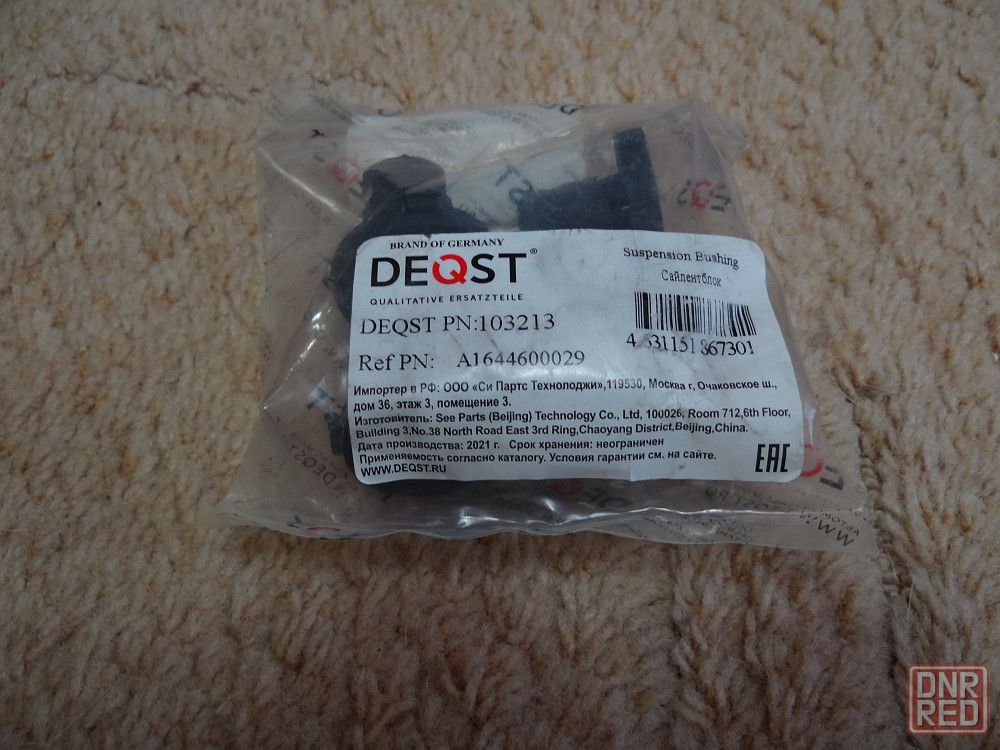 BRAND OF GERMANY
DEQST®
QUALITATIVE ERSATZTEILE
Suspension Bushing
Сайлентблок
DEQST PN:103213
Ref PN: A1644600029
4 631151 867301
Импортер в РФ: ООО «Си Партс Технолоджи»,119530, Москва г, Очаковское ш.,
дом 36, этаж 3, помещение 3.
Изготовитель: See Parts (Beijing) Technology Co., Ltd, 100026, Room 712,6th Floor,
Building 3,No.38 North Road East 3rd Ring,Chaoyang District,Beijing,China.
Дата производства: 2021 г. Срок хранения: неограничен
Применяемость согласно каталогу. Условия гарантии см. на сайте.
WWW.DEQST.RU
EAC
DNR
RED